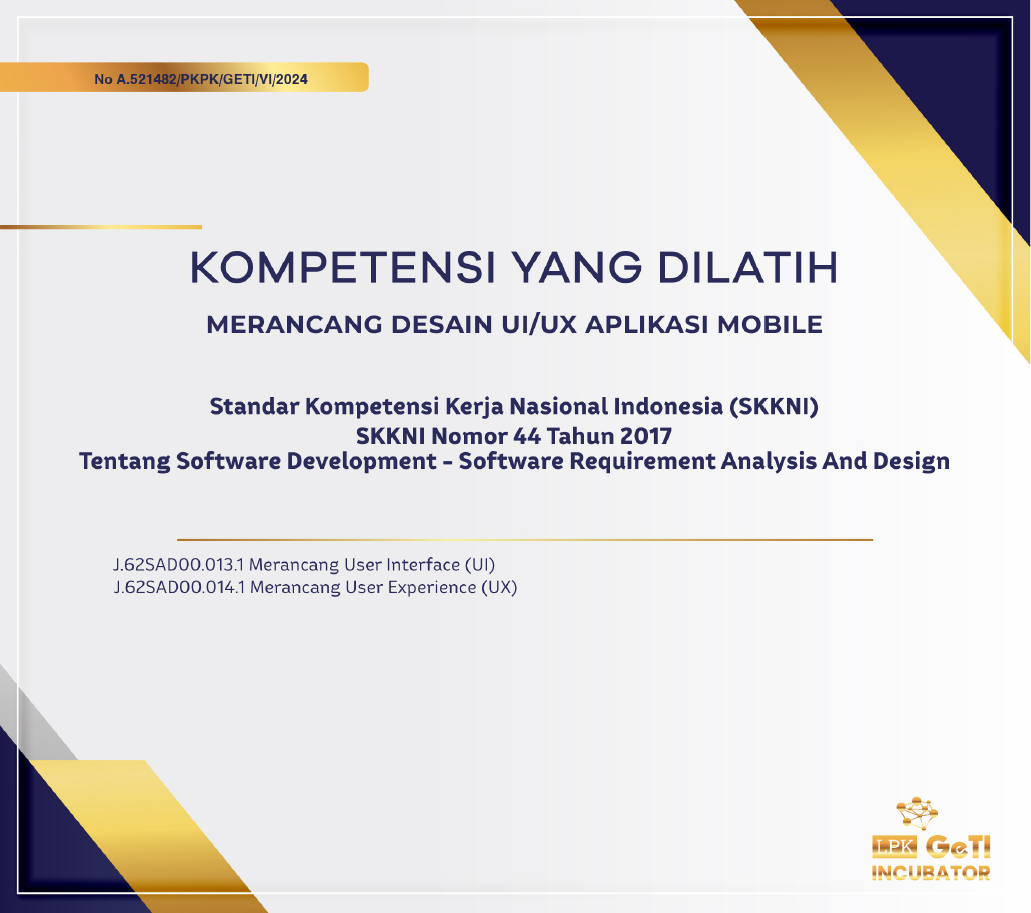 No A.521482/PKPK/GETI/VI/2024
KOMPETENSI YANG DILATIH
MERANCANG DESAIN UI/UX APLIKASI MOBILE
Standar Kompetensi Kerja Nasional Indonesia (SKKNI)
SKKNI Nomor 44 Tahun 2017
Tentang Software Development - Software Requirement Analysis And Design
J.62SAD00.013.1 Merancang User Interface (UI)
J.62SAD00.014.1 Merancang User Experience (UX)
LPK GeTI
INCUBATOR